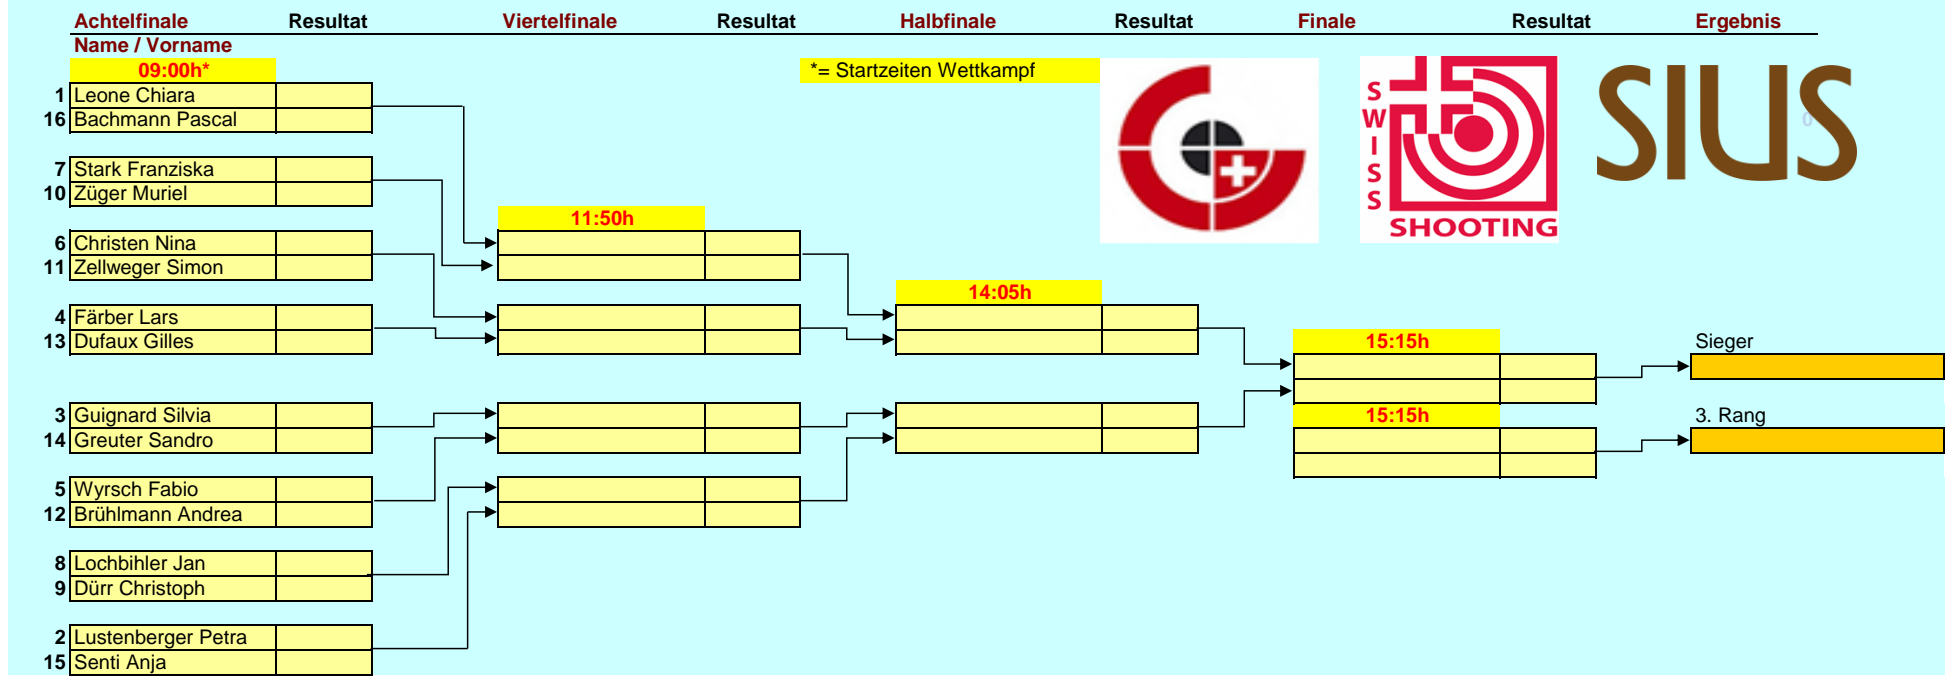 Achtelfinale Resultat Viertelfinale Resultat Halbfinale Resultat Finale Resultat Ergebnis
Name / Vorname
09:00h* *= Startzeiten Wettkampf
1 Leone Chiara
16 Bachmann Pascal
7 Stark Franziska
10 Züger Muriel
11:50h
6 Christen Nina
11 Zellweger Simon
14:05h
4 Färber Lars
13 Dufaux Gilles
15:15h Sieger
3 Guignard Silvia
15:15h 3. Rang
14 Greuter Sandro
5 Wyrsch Fabio
12 Brühlmann Andrea
8 Lochbihler Jan
9 Dürr Christoph
2 Lustenberger Petra
15 Senti Anja
SWISS
SHOOTING
SIUS
0